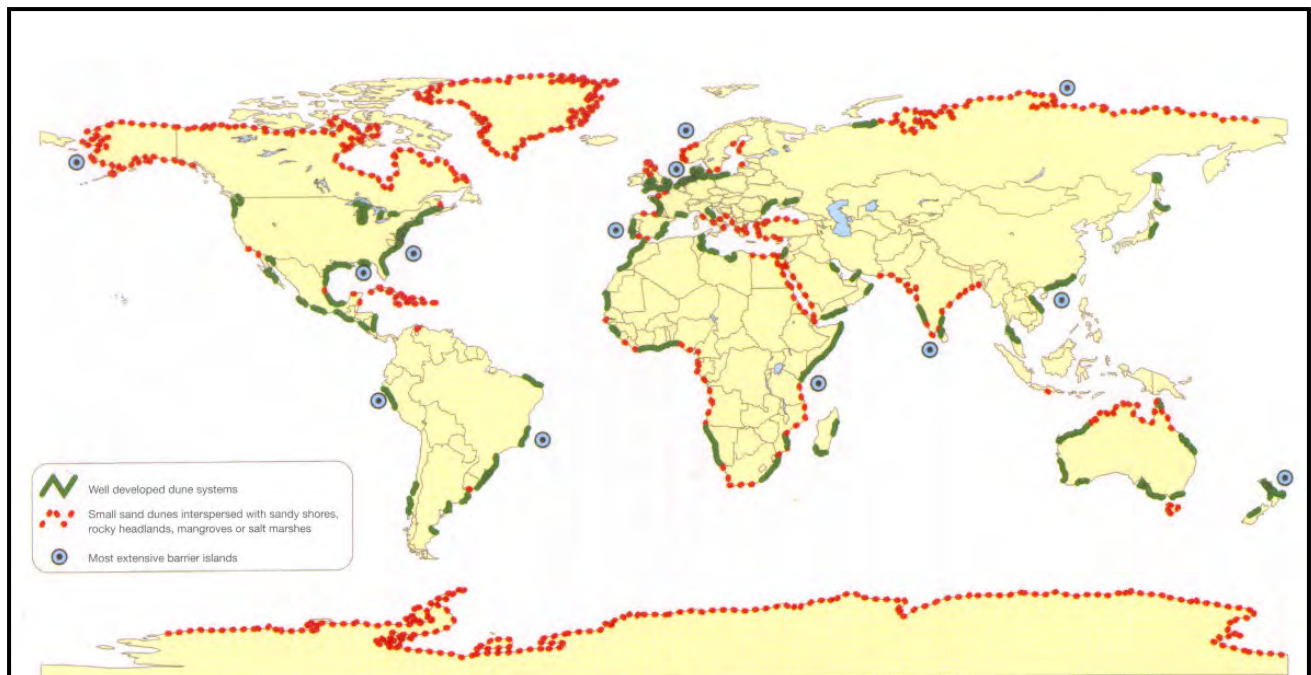 Well developed dune systems
Small sand dunes interspersed with sandy shores,
rocky headlands, mangroves or salt marshes
Most extensive barrier islands